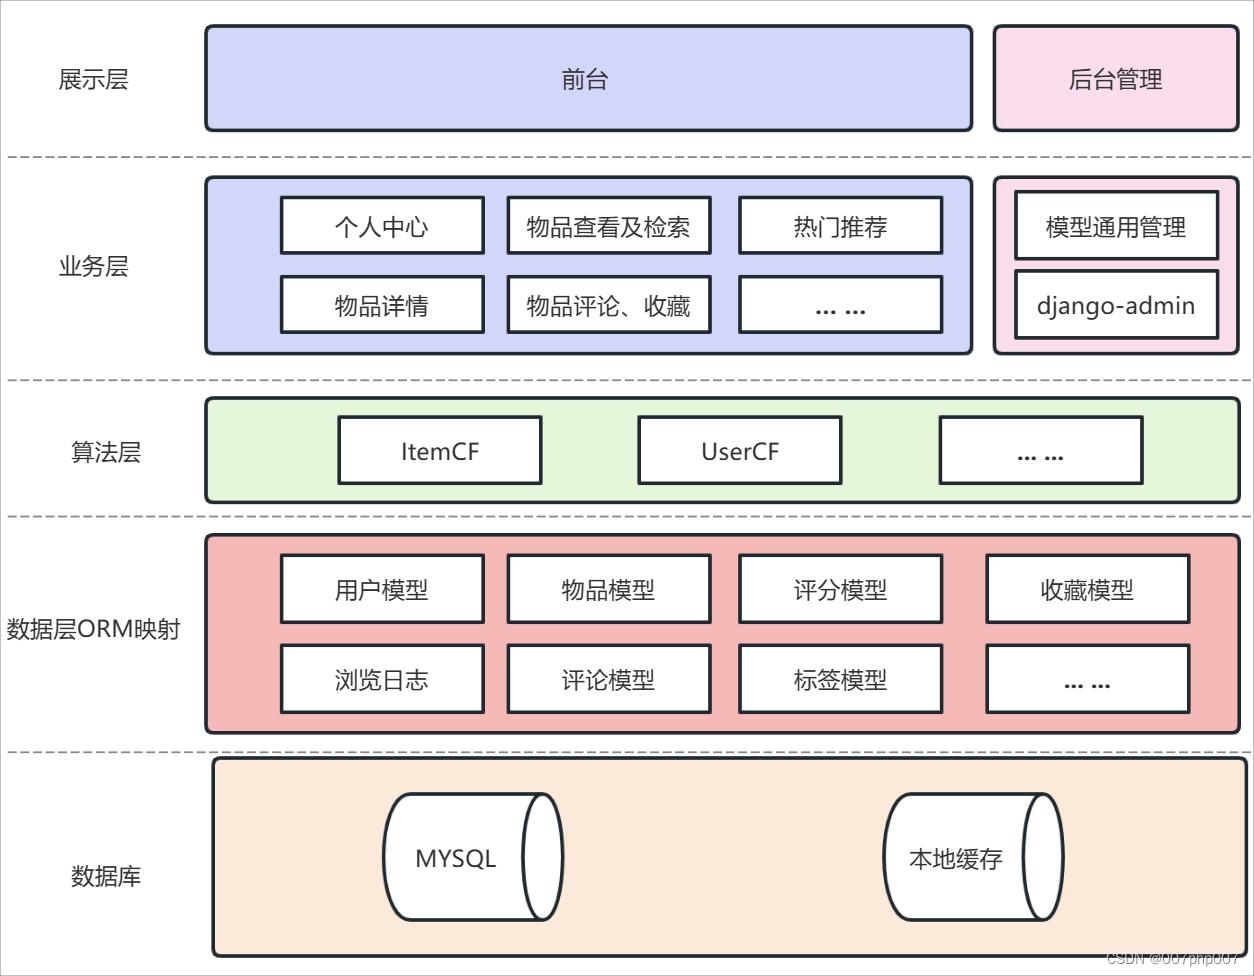 展示层
前台
后台管理
业务层
个人中心
物品查看及检索
热门推荐
物品详情
物品评论、收藏
... ...
模型通用管理
django-admin
算法层
ItemCF
UserCF
... ...
数据层ORM映射
用户模型
物品模型
评分模型
收藏模型
浏览日志
评论模型
标签模型
... ...
数据库
MYSQL
本地缓存
CSDN @007php007